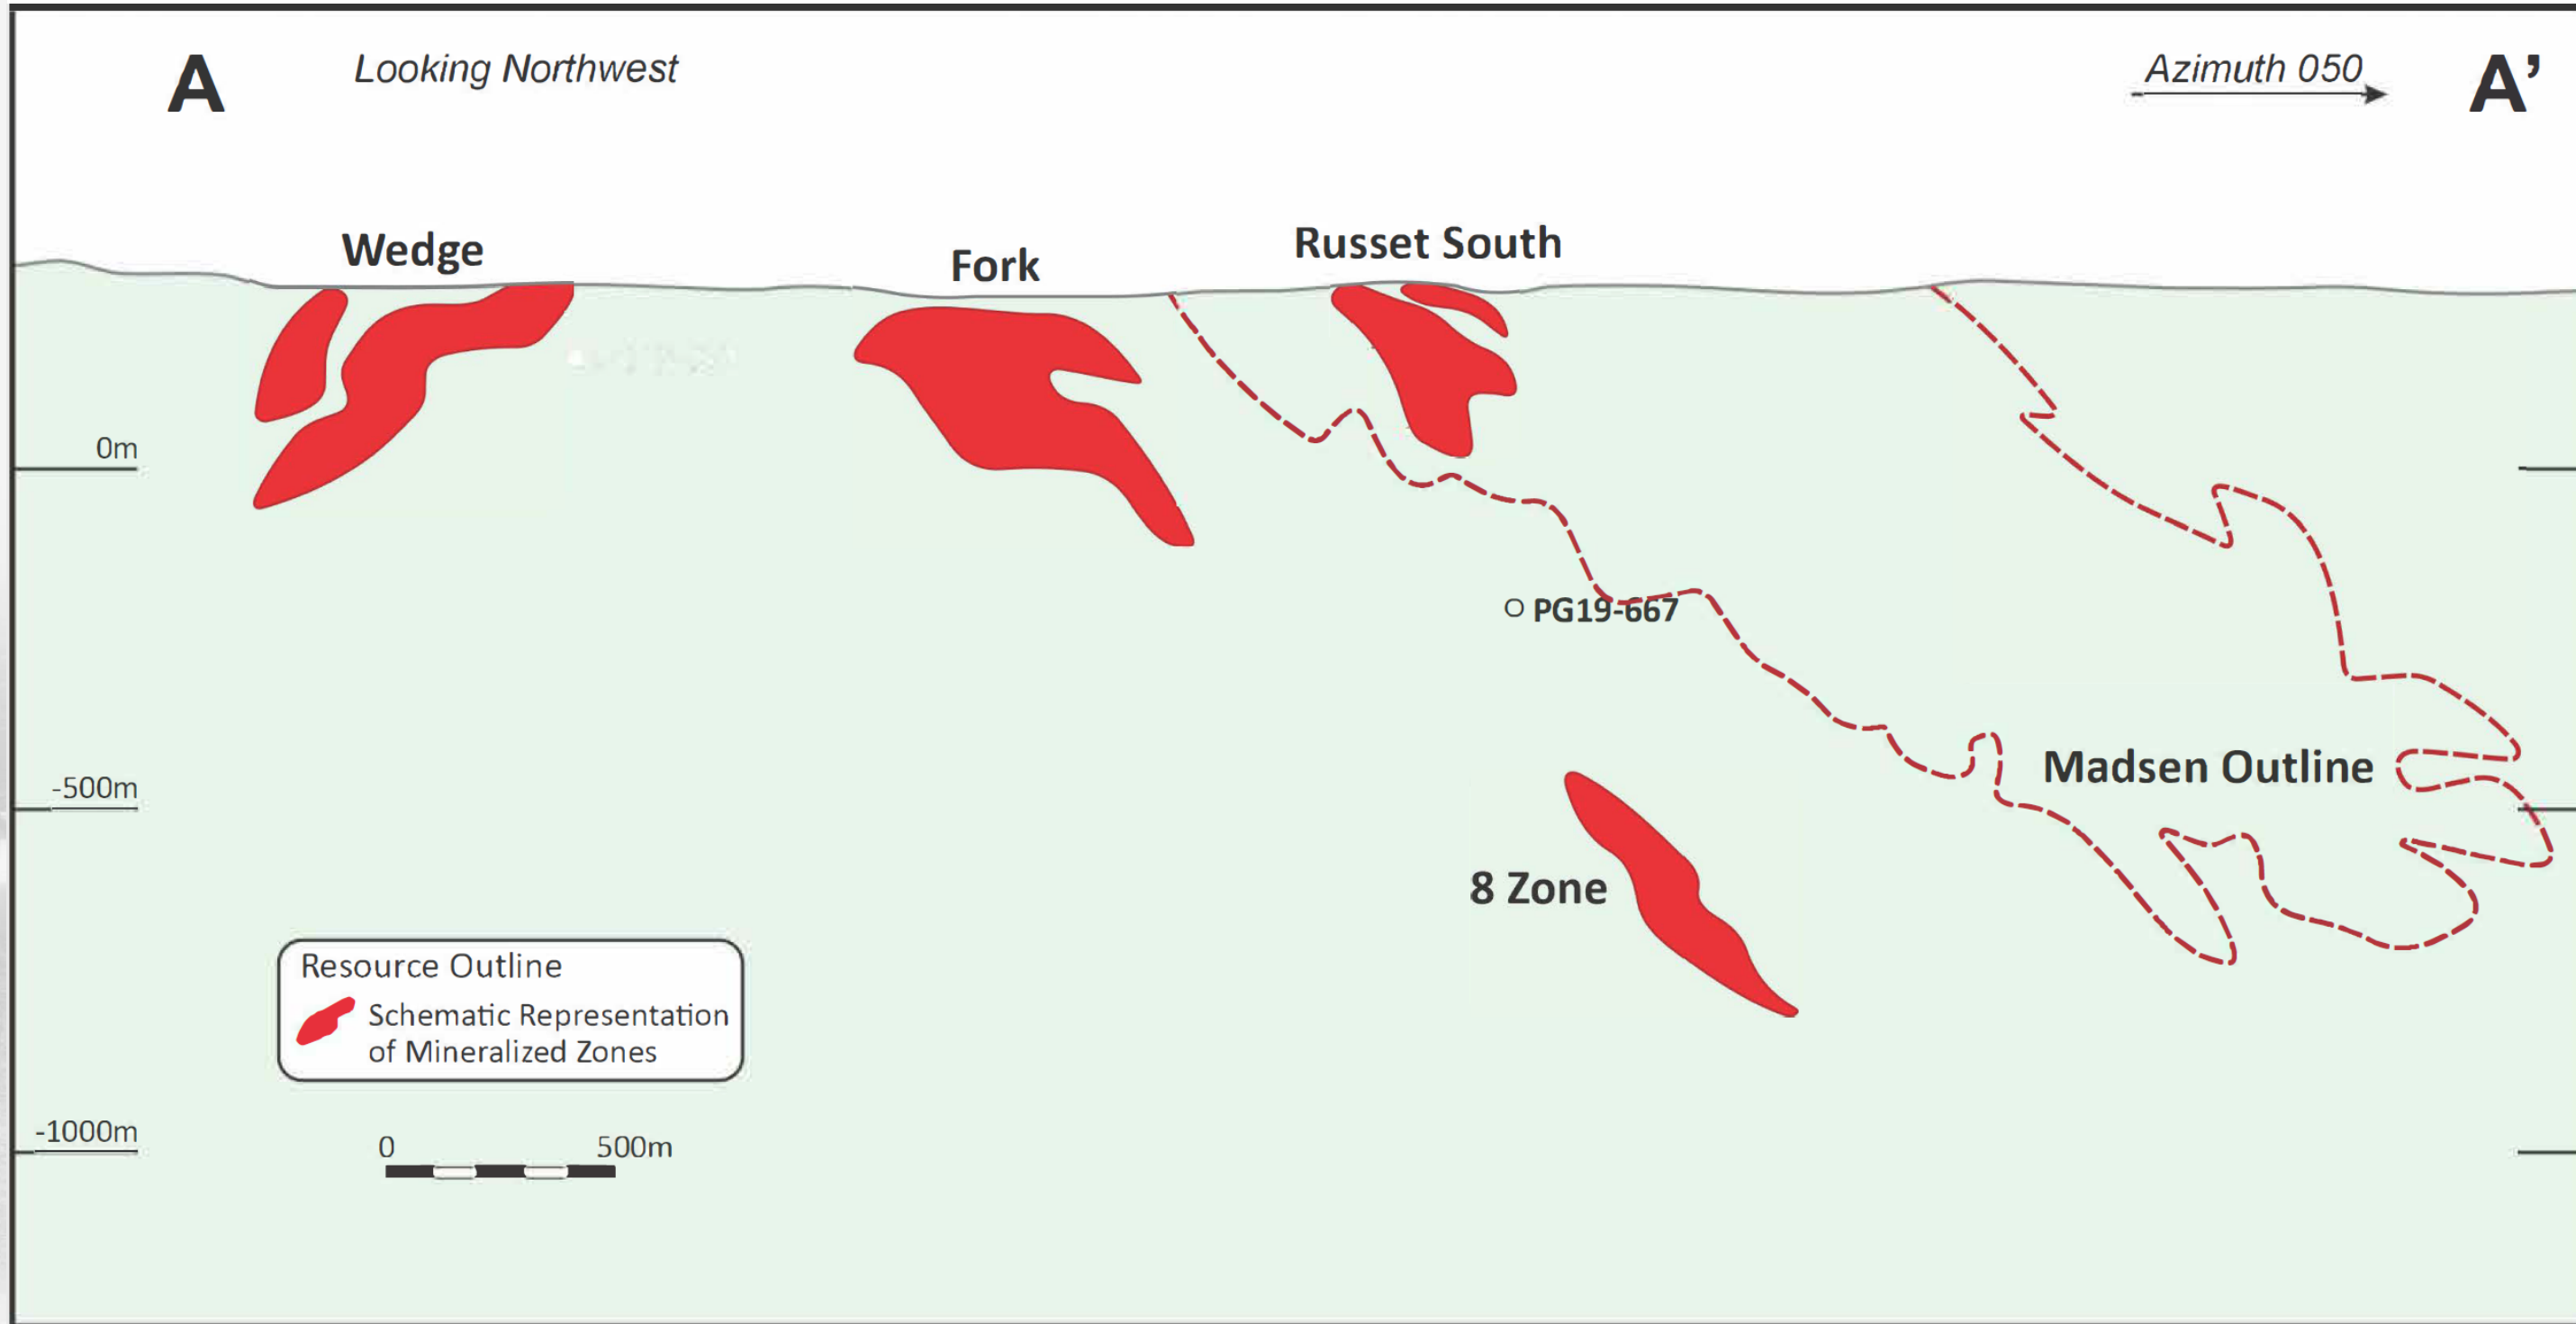 A
Looking Northwest
Azimuth 050
A’
Wedge
Fork
Russet South
0m
PG19-667
-500m
Madsen Outline
8 Zone
Resource Outline
Schematic Representation
of Mineralized Zones
-1000m
0
500m